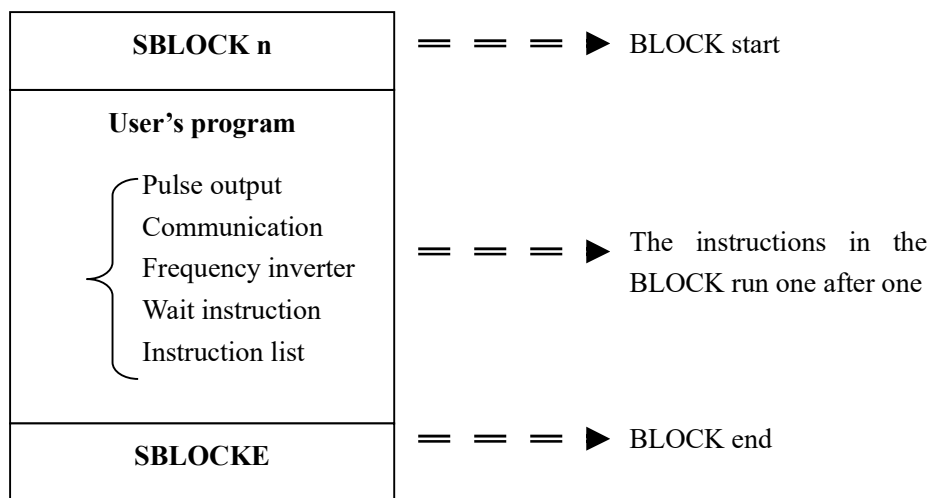 SBLOCK n
BLOCK start
User’s program
Pulse output
Communication
Frequency inverter
Wait instruction
Instruction list
The instructions in the
BLOCK run one after one
SBLOCKE
BLOCK end